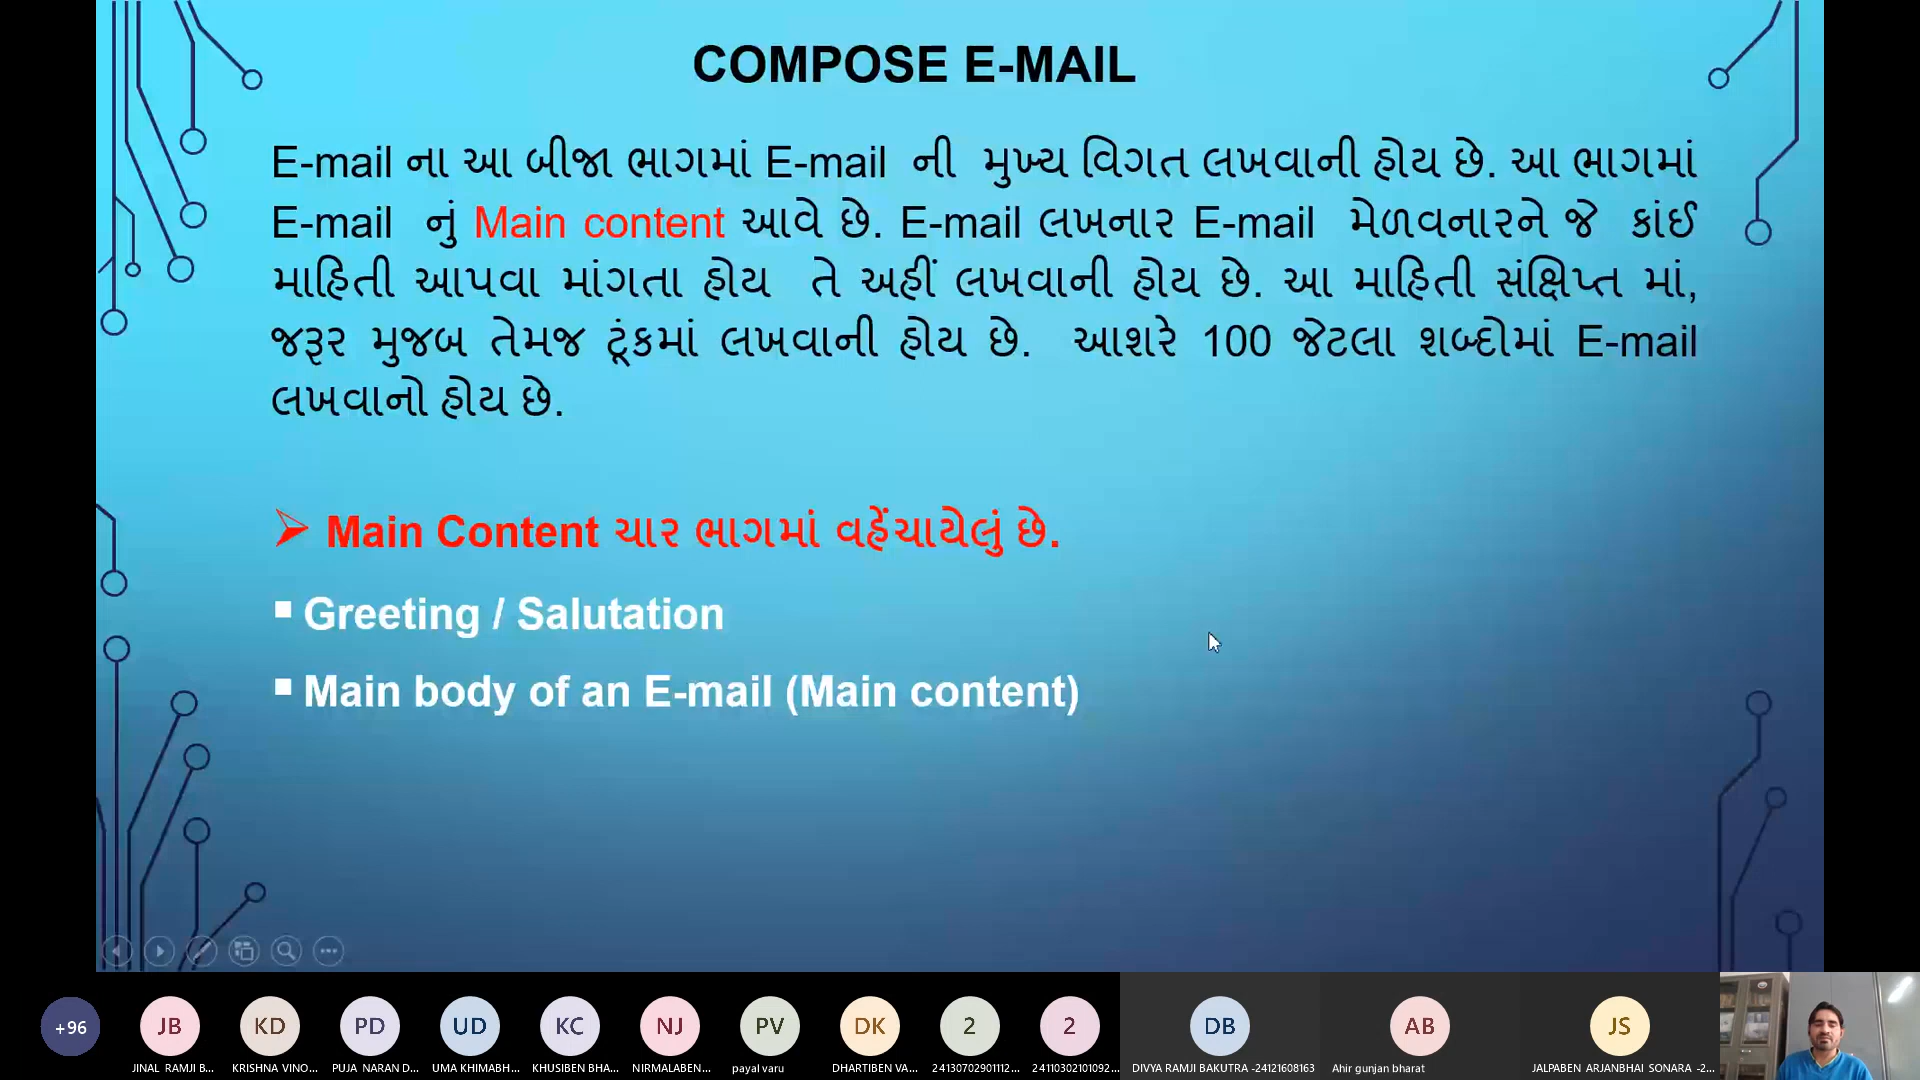 COMPOSE E-MAIL
E-mail ના આ બીજા ભાગમાં E-mail ની મુખ્ય વિગત લખવાની હોય છે. આ ભાગમાં
E-mail નું Main content આવે છે. E-mail લખનાર E-mail મેળવનારને જે કાંઈ
માહિતી આપવા માંગતા હોય તે અહીં લખવાની હોય છે. આ માહિતી સંક્ષિપ્ત માં,
જરૂર મુજબ તેમજ ટૂંકમાં લખવાની હોય છે. આશરે 100 જેટલા શબ્દોમાં E-mail
લખવાનો હોય છે.
➢ Main Content ચાર ભાગમાં વહેંચાયેલું છે.
▪ Greeting / Salutation
▪ Main body of an E-mail (Main content)
+96 JB KD PD UD KC NJ PV DK 2 2 DB AB JS
JINAL RAMJI B... KRISHNA VINO... PUJA NARAN D... UMA KHIMABH... KHUSIBEN BHA... NIRMALABEN... payal varu DHARTIBEN VA... 24130702901112... 24110302101092... DIVYA RAMJI BAKUTRA -24121608163 Ahir gunjan bharat JALPABEN ARJANBHAI SONARA -2...